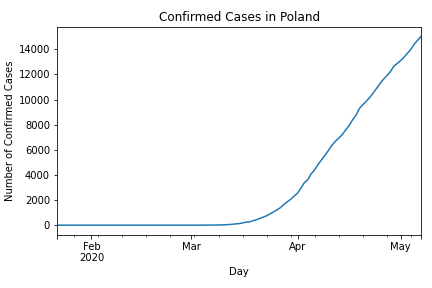 Confirmed Cases in Poland
Number of Confirmed Cases
14000
12000
10000
8000
6000
4000
2000
0
Feb
2020
Mar
Apr
May
Day